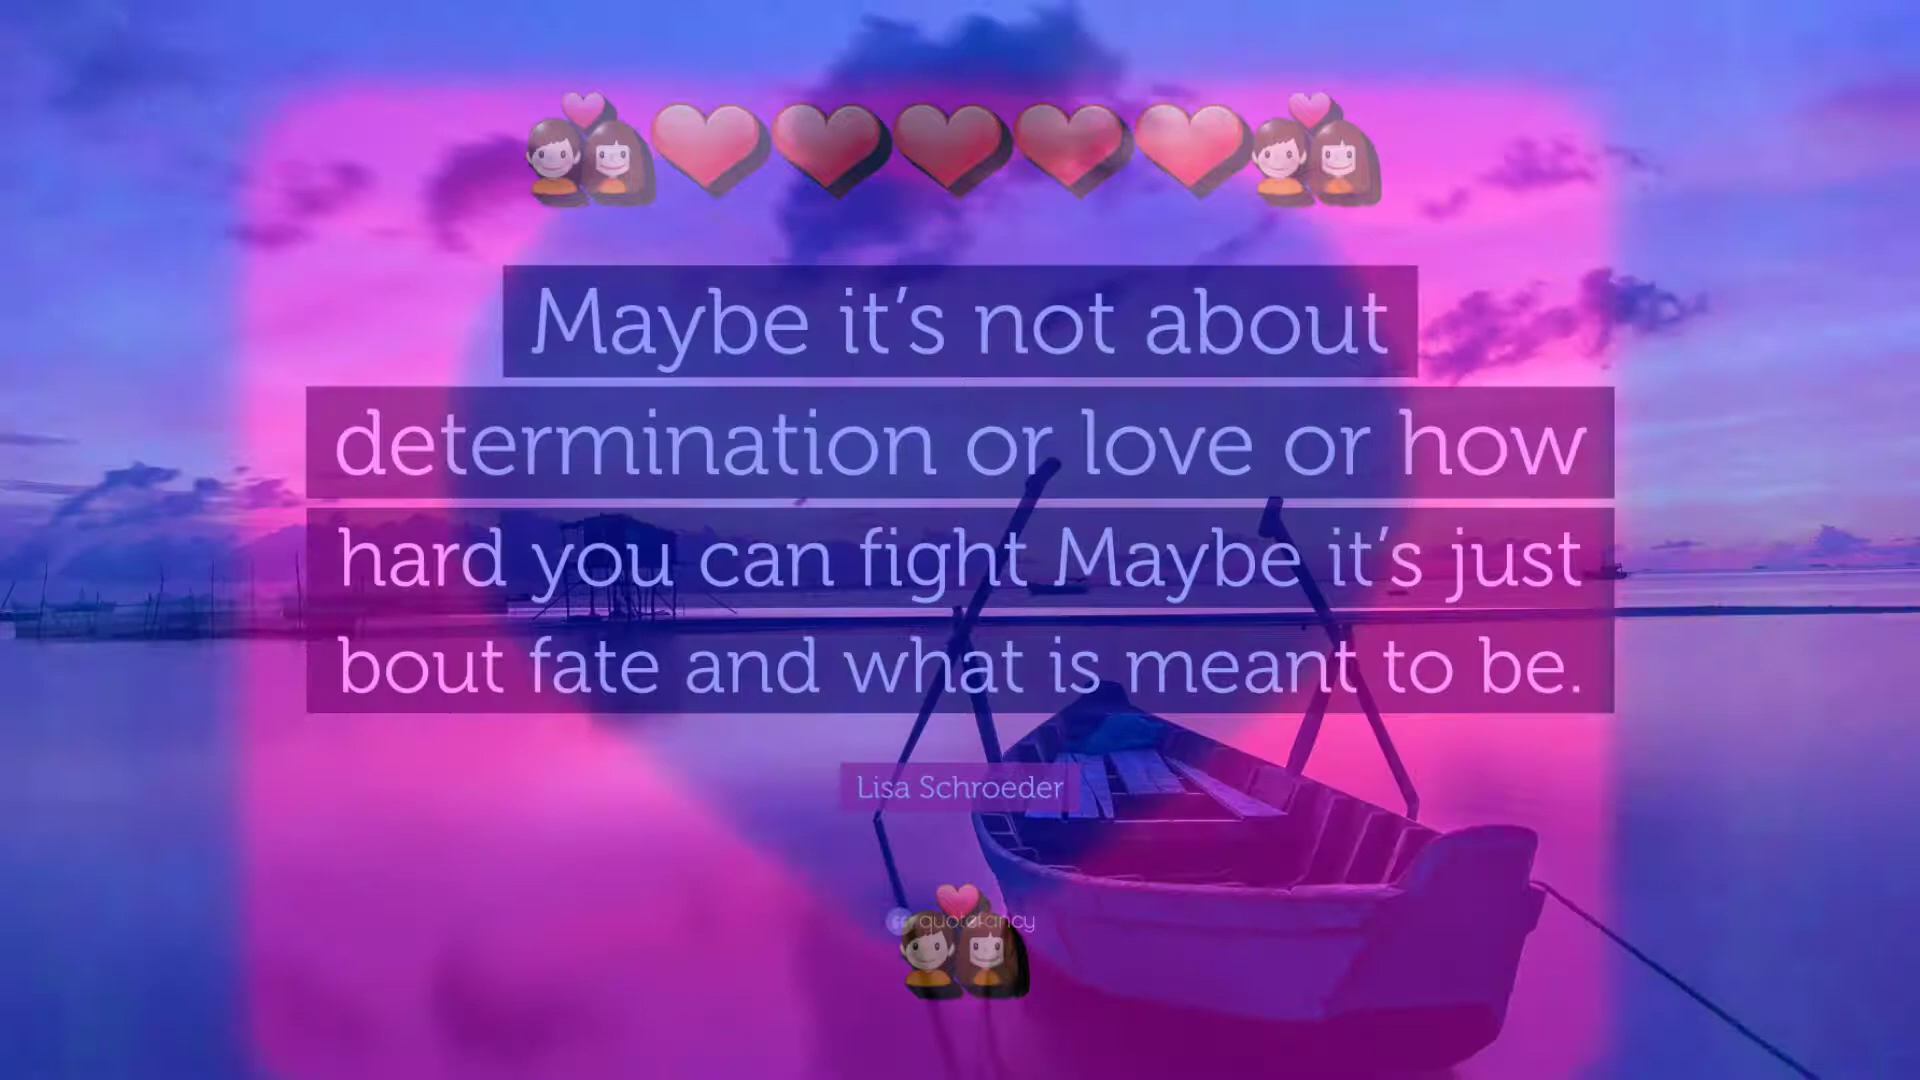 Maybe it’s not about
determination or love or how
hard you can fight Maybe it’s just
bout fate and what is meant to be.
Lisa Schroeder
quotefancy